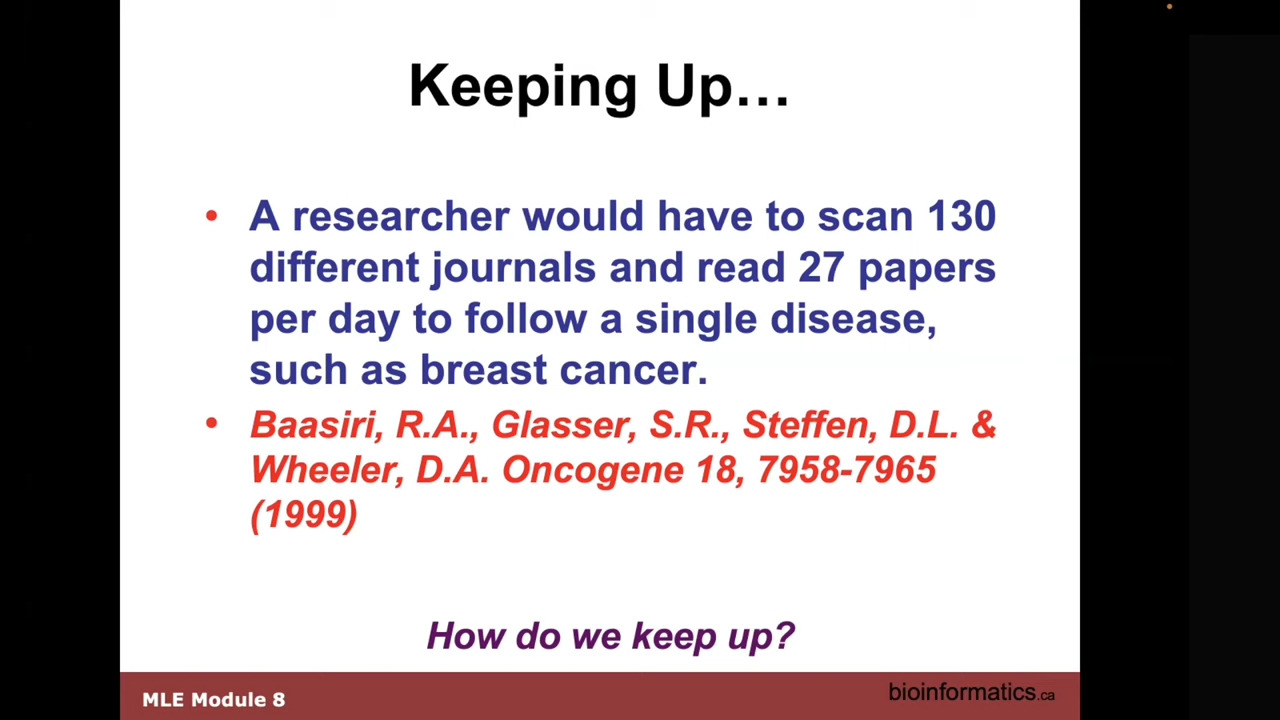 Keeping Up…
• A researcher would have to scan 130
different journals and read 27 papers
per day to follow a single disease,
such as breast cancer.
• Baasiri, R.A., Glasser, S.R., Steffen, D.L. &
Wheeler, D.A. Oncogene 18, 7958-7965
(1999)
How do we keep up?
MLE Module 8
bioinformatics.ca